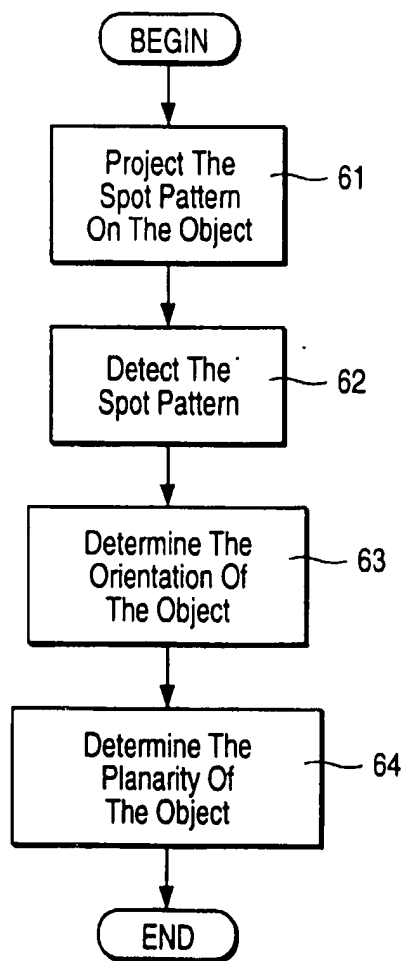 BEGIN
Project The
Spot Pattern
On The Object
61
Detect The
Spot Pattern
62
Determine The
Orientation Of
The Object
63
Determine The
Planarity Of
The Object
64
END